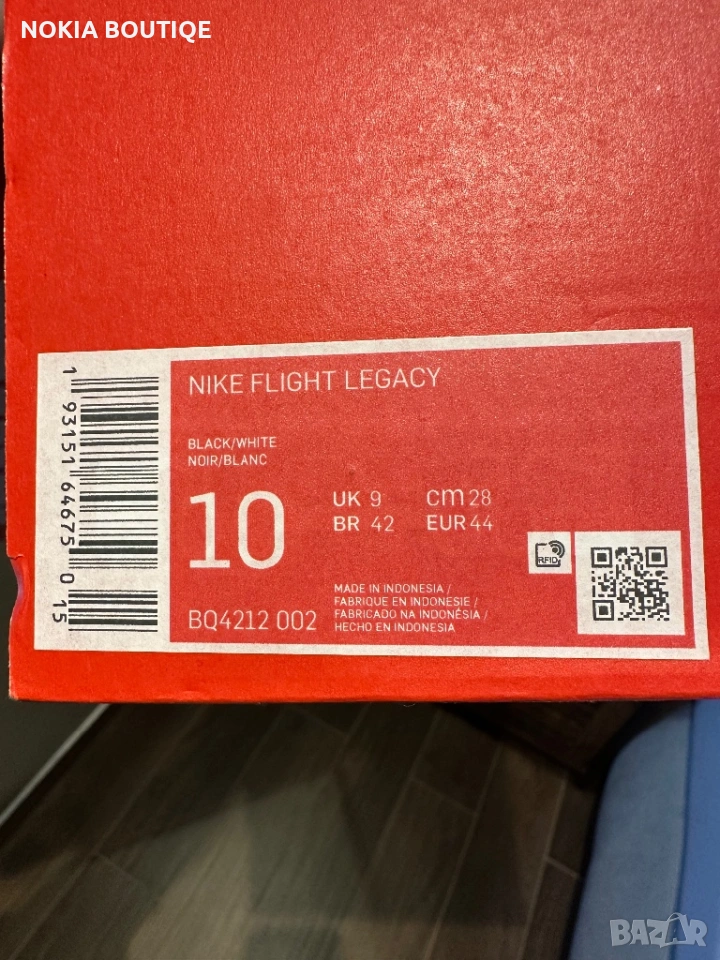 NOKIA BOUTIQE
NIKE FLIGHT LEGACY
BLACK/WHITE
NOIR/BLANC
10
UK 9
cm 28
BR 42
EUR 44
BQ4212 002
MADE IN INDONESIA /
FABRIQUE EN INDONESIE /
FABRICADO NA INDONÉSIA /
HECHO EN INDONESIA
RFID
1 93151 64675 0 15
BAZAR